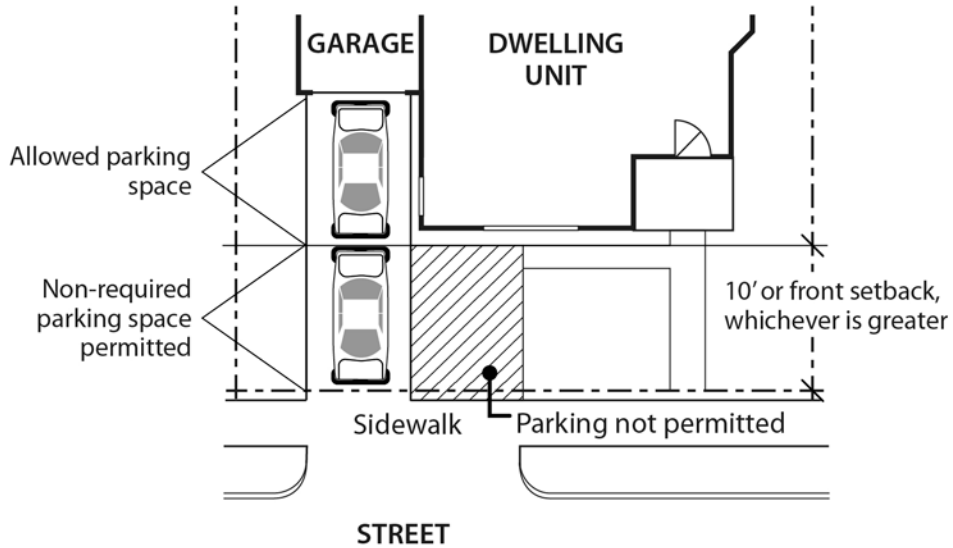 GARAGE
DWELLING
UNIT
Allowed parking
space
Non-required
parking space
permitted
10′ or front setback,
whichever is greater
Sidewalk
Parking not permitted
STREET